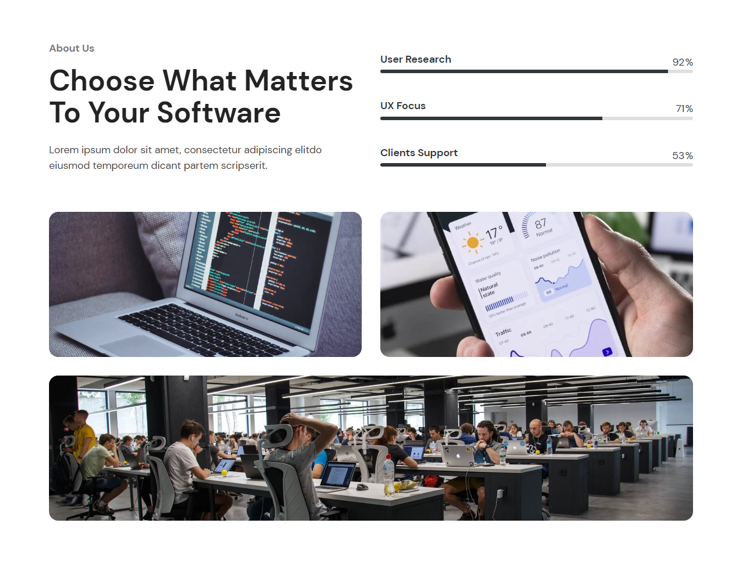 About Us
Choose What Matters
To Your Software
Lorem ipsum dolor sit amet, consectetur adipiscing elitdo
eiusmod temporeum dicant partem scripserit.
User Research
92%
UX Focus
71%
Clients Support
53%
Weather
17°
87
Normal
Water quality
Natural
state
Noise pollution
Normal
Traffic